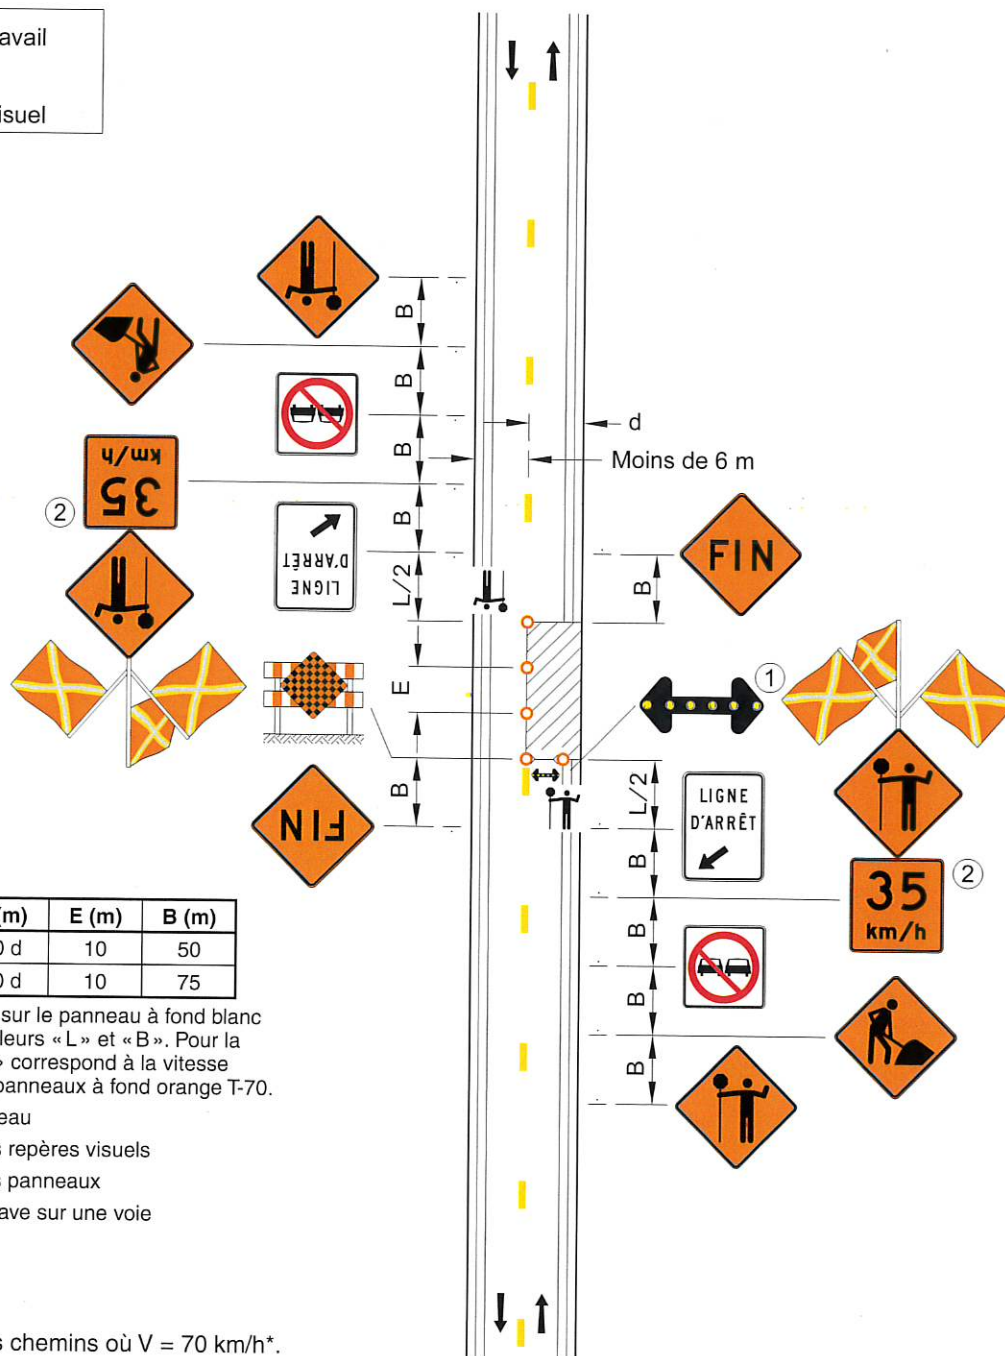 avail
isuel
B
B
B
B
L/2
E
B
35
km/h
2
LIGNE
D'ARRÊT
FIN
d
Moins de 6 m
FIN
B
1
L/2
B
B
B
B
LIGNE
D'ARRÊT
35
km/h
2
(m) E (m) B (m)
0 d 10 50
0 d 10 75
sur le panneau à fond blanc
leurs « L » et « B ». Pour la
» correspond à la vitesse
panneaux à fond orange T-70.
eau
s repères visuels
s panneaux
ave sur une voie
s chemins où V = 70 km/h*.